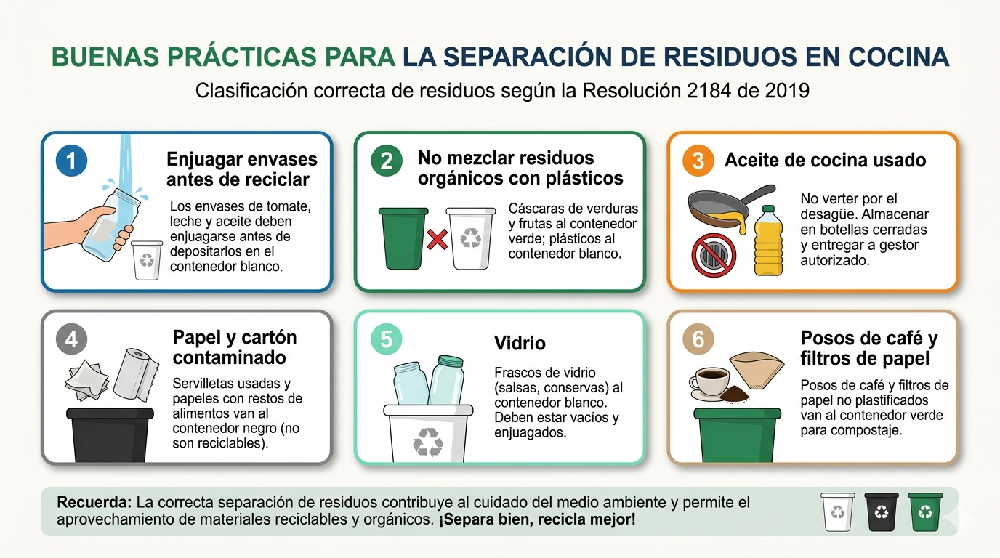 BUENAS PRÁCTICAS PARA LA SEPARACIÓN DE RESIDUOS EN COCINA
Clasificación correcta de residuos según la Resolución 2184 de 2019
1
Enjuagar envases
antes de reciclar
Los envases de tomate,
leche y aceite deben
enjuagarse antes de
depositarlos en el
contenedor blanco.
2
No mezclar residuos
orgánicos con plásticos
Cáscaras de verduras
y frutas al contenedor
verde; plásticos al
contenedor blanco.
3
Aceite de cocina usado
No verter por el
desagüe. Almacenar
en botellas cerradas
y entregar a gestor
autorizado.
4
Papel y cartón
contaminado
Servilletas usadas y
papeles con restos de
alimentos van al
contenedor negro (no
son reciclables).
5
Vidrio
Frascos de vidrio
(salsas, conservas) al
contenedor blanco.
Deben estar vacíos y
enjuagados.
6
Posos de café y
filtros de papel
Posos de café y filtros de
papel no plastificados
van al contenedor verde
para compostaje.
Recuerda: La correcta separación de residuos contribuye al cuidado del medio ambiente y permite el
aprovechamiento de materiales reciclables y orgánicos. ¡Separa bien, recicla mejor!